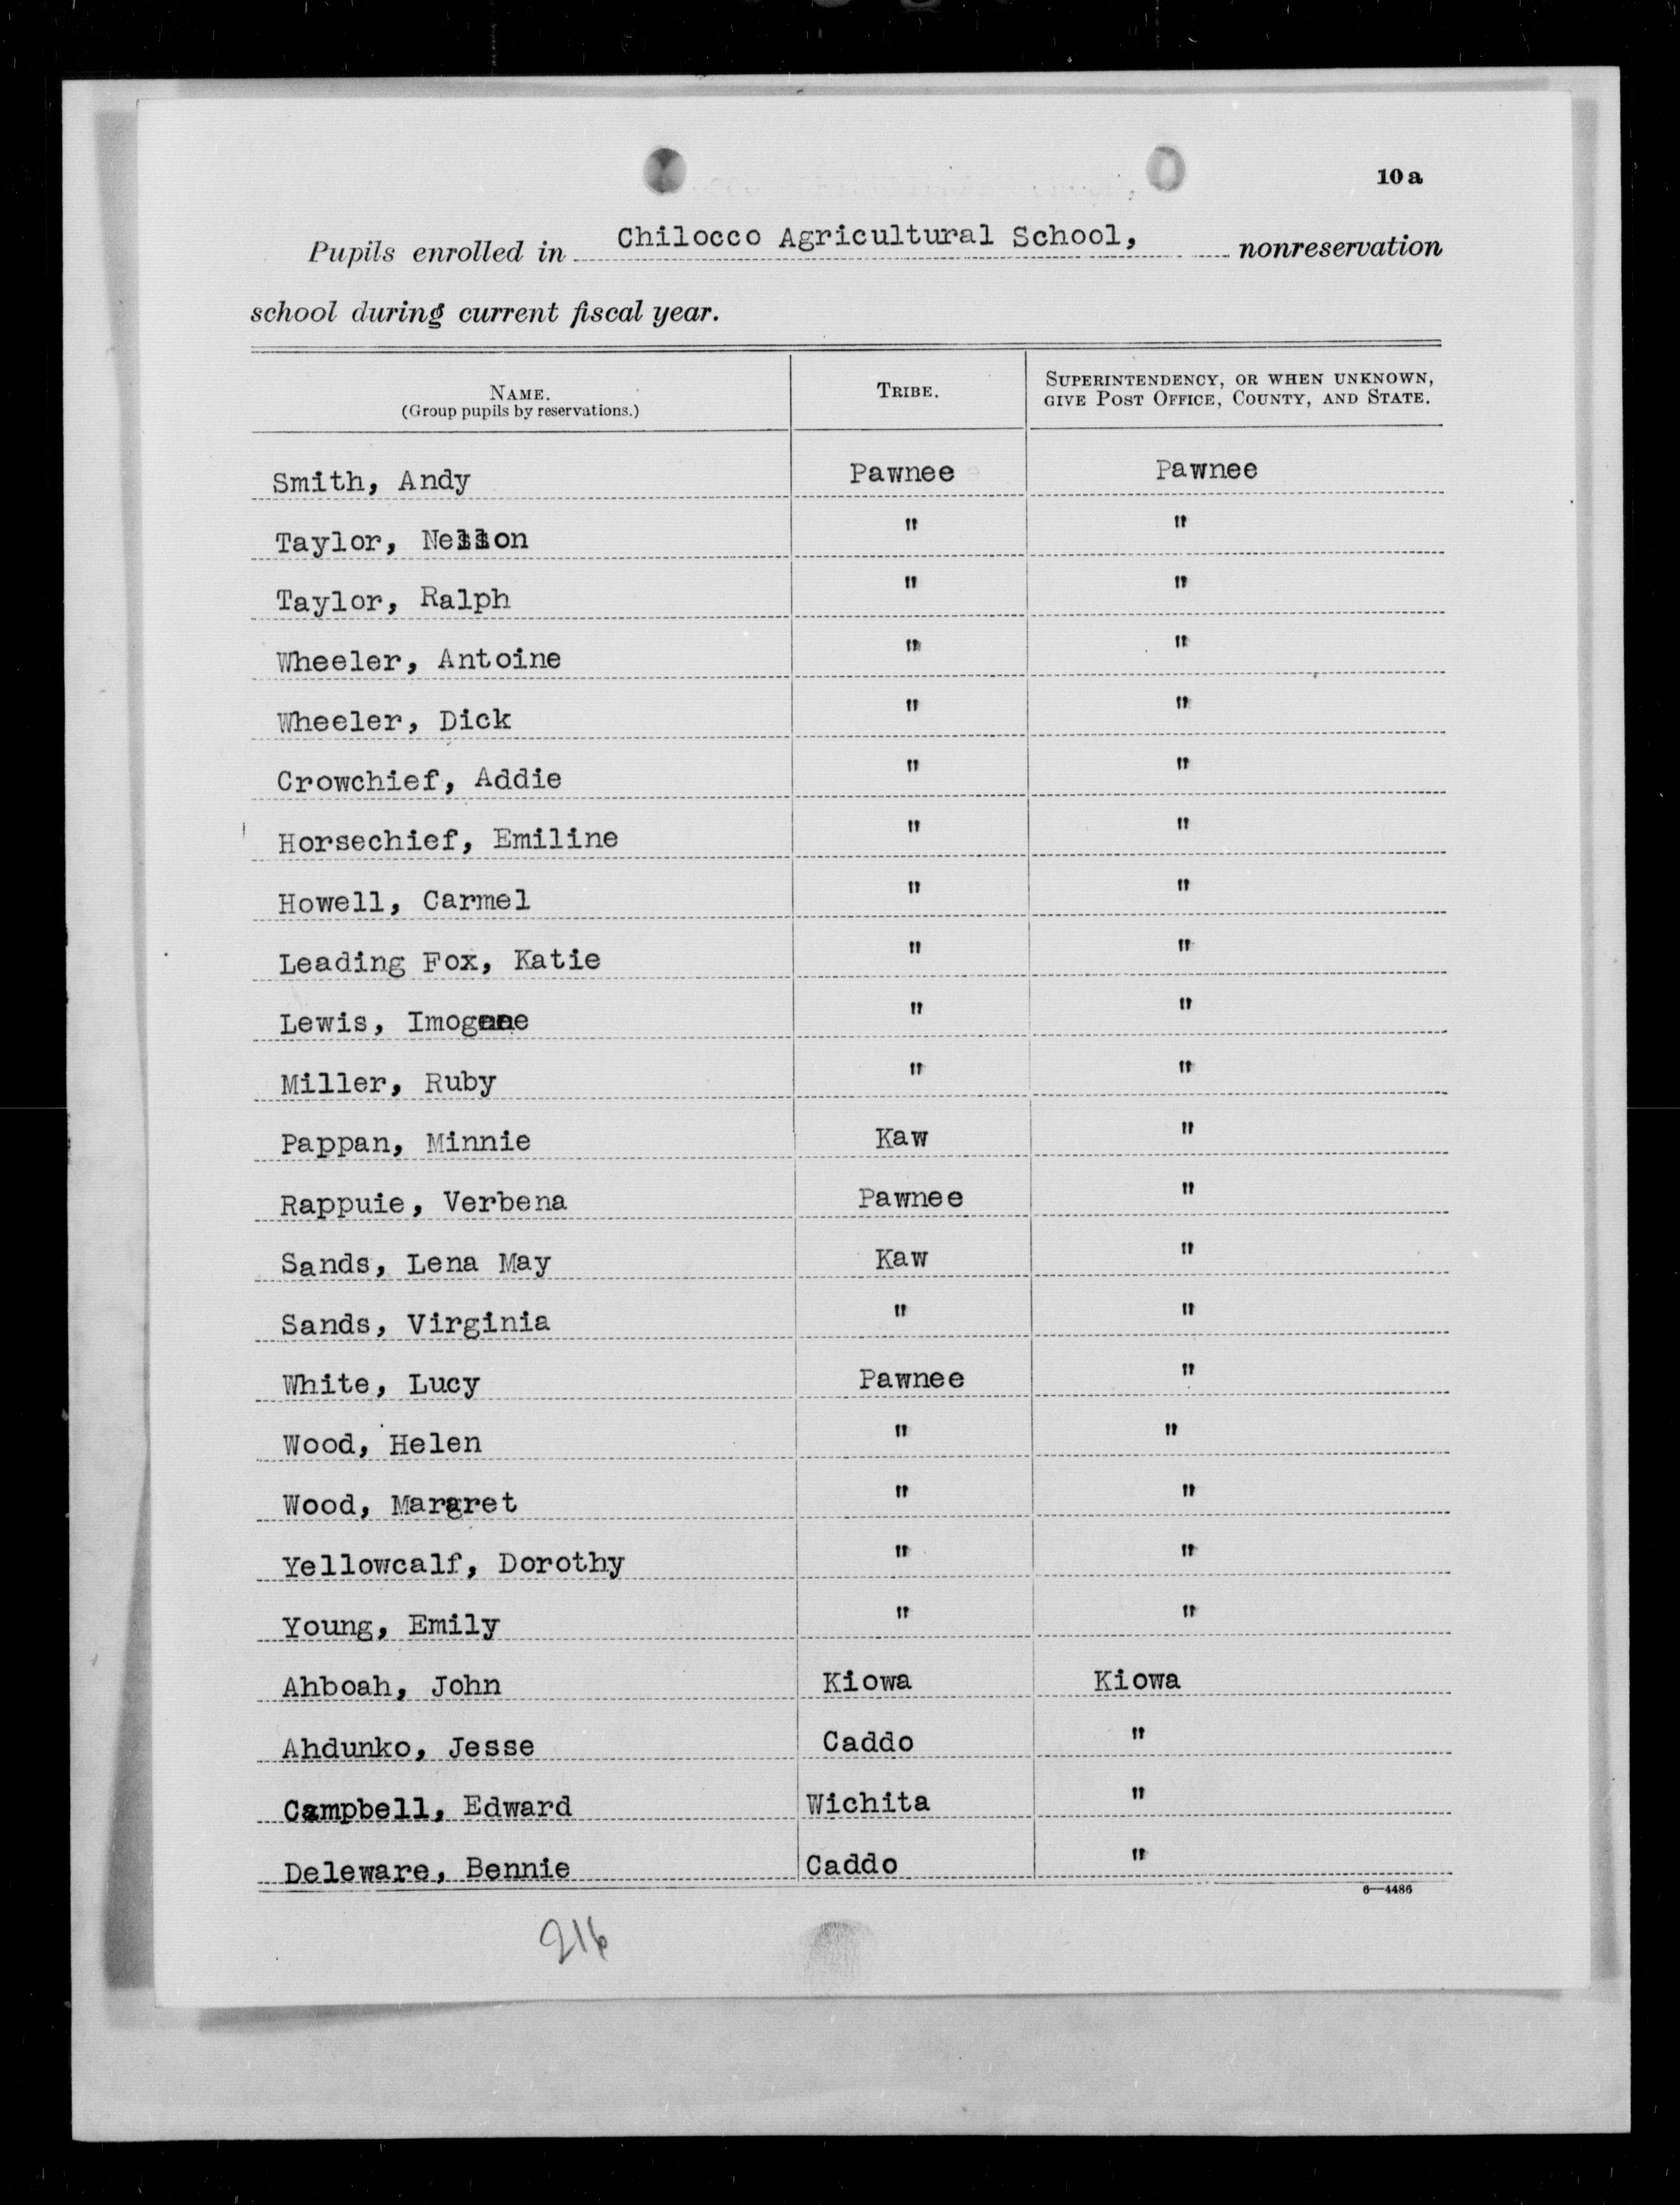 10a
Pupils enrolled in Chilocco Agricultural School, nonreservation
school during current fiscal year.
NAME. TRIBE. SUPERINTENDENCY, OR WHEN UNKNOWN,
(Group pupils by reservations.) GIVE POST OFFICE, COUNTY, AND STATE.
Smith, Andy Pawnee Pawnee
Taylor, " "
Taylor, Ralph " "
Wheeler, Antoine " "
Wheeler, Dick " "
Crowchief, Addie " "
Horsechief, Emiline " "
Howell, Carmel " "
Leading Fox, Katie " "
Lewis, Imogene " "
Miller, Ruby " "
Pappan, Minnie Kaw "
Rappuie, Verbena Pawnee "
Sands, Lena May Kaw "
Sands, Virginia " "
White, Lucy Pawnee "
Wood, Helen " "
Wood, Margret " "
Yellowcalf, Dorothy " "
Young, Emily " "
Ahboah, John Kiowa Kiowa
Ahdunko, Jesse Caddo "
Campbell, Edward Wichita "
Deleware, Bennie Caddo "
6—4486
216